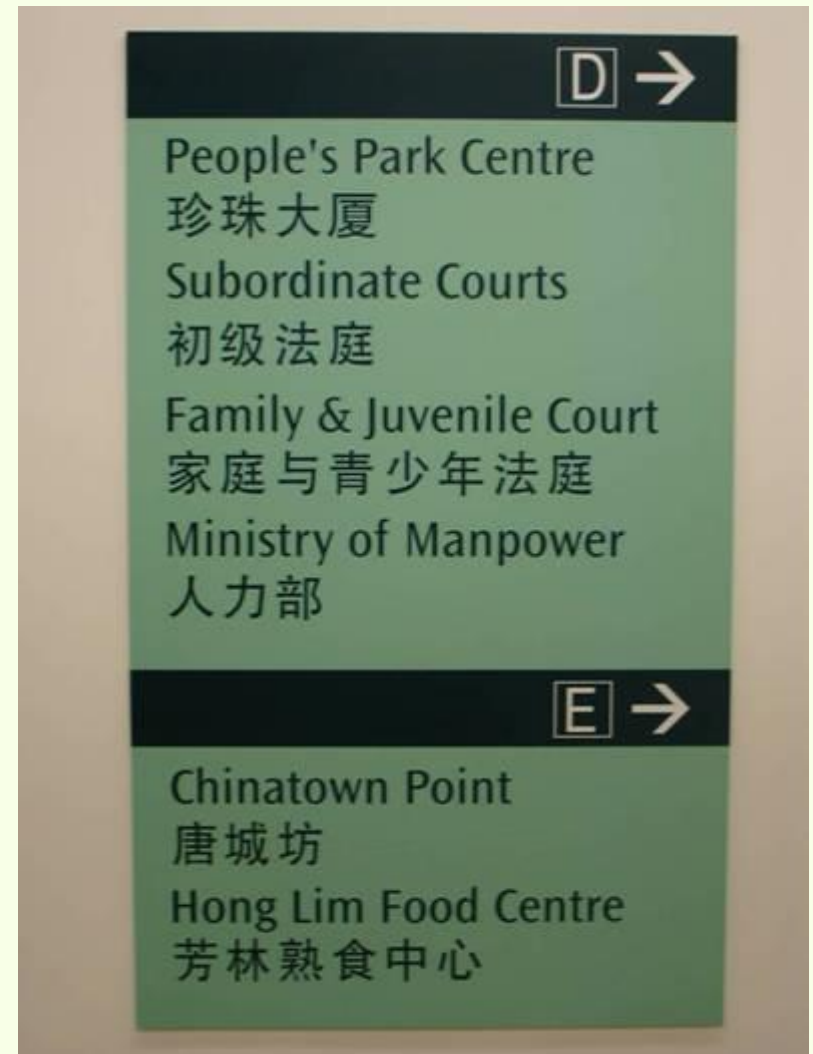 D →
People's Park Centre
珍珠大厦
Subordinate Courts
初级法庭
Family & Juvenile Court
家庭与青少年法庭
Ministry of Manpower
人力部
E →
Chinatown Point
唐城坊
Hong Lim Food Centre
芳林熟食中心